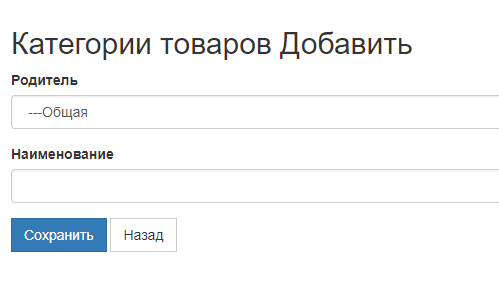 Категории товаров Добавить
Родитель
---Общая
Наименование
Сохранить Назад